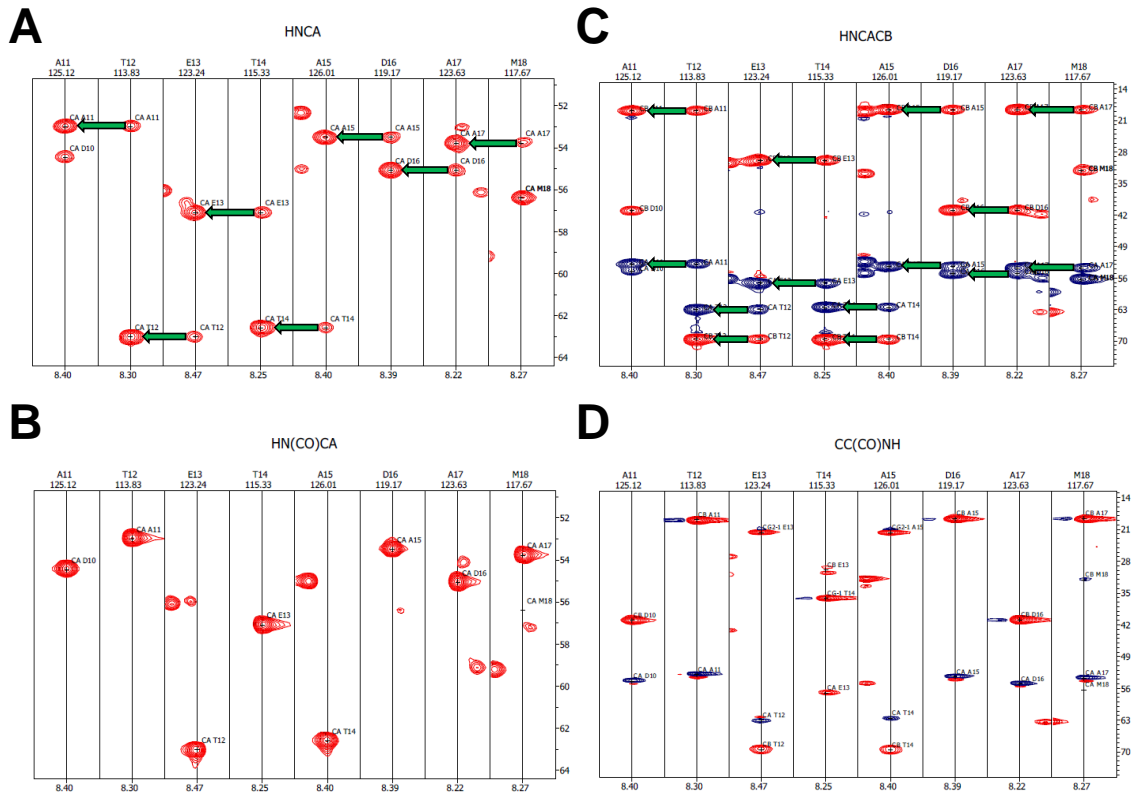 A
HNCA
A11 T12 E13 T14 A15 D16 A17 M18
125.12 113.83 123.24 115.33 126.01 119.17 123.63 117.67
52
CA A11 CA A11
CA A15 CA A15 CA A17 CA A17
54
CA D10
CA D16 CA D16
56
CA M18
CA E13 CA E13
58
60
62
CA T14 CA T14
CA T12 CA T12
64
8.40 8.30 8.47 8.25 8.40 8.39 8.22 8.27
B
HN(CO)CA
A11 T12 E13 T14 A15 D16 A17 M18
125.12 113.83 123.24 115.33 126.01 119.17 123.63 117.67
52
CA A11
CA A15
CA A17
54
CA D10
CA D16
56
CA M18
CA E13
58
60
62
CA T14
CA T12
64
8.40 8.30 8.47 8.25 8.40 8.39 8.22 8.27
C
HNCACB
A11 T12 E13 T14 A15 D16 A17 M18
125.12 113.83 123.24 115.33 126.01 119.17 123.63 117.67
14
CB A11 CB A15 CB A17
21
28
CB E13
CB M18
35
CB D10 CB D16
42
49
CA A11 CA A15 CA A17
56
CA E13 CA M18
63
CA T12 CA T14
70
CB T12 CB T14
8.40 8.30 8.47 8.25 8.40 8.39 8.22 8.27
D
CC(CO)NH
A11 T12 E13 T14 A15 D16 A17 M18
125.12 113.83 123.24 115.33 126.01 119.17 123.63 117.67
14
CB A11 CB A15 CB A17
21
CG2-1 E13 CG2-1 A15
28
CB E13
CB M18
35
CG-1 T14
CB D10 CB D16
42
49
CA D10 CA A11 CA A15 CA D16 CA A17
56
CA E13 CA M18
63
CA T12 CA T14
70
CB T12 CB T14
8.40 8.30 8.47 8.25 8.40 8.39 8.22 8.27